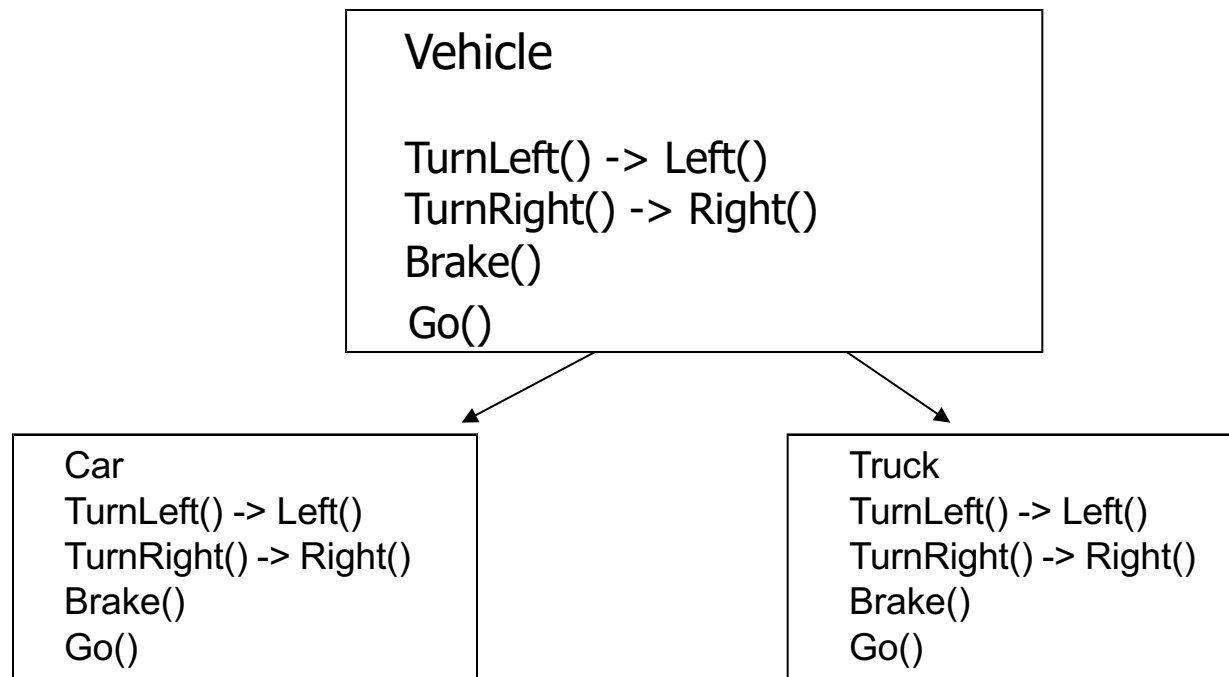 Vehicle
TurnLeft() -> Left()
TurnRight() -> Right()
Brake()
Go()
Car
TurnLeft() -> Left()
TurnRight() -> Right()
Brake()
Go()
Truck
TurnLeft() -> Left()
TurnRight() -> Right()
Brake()
Go()